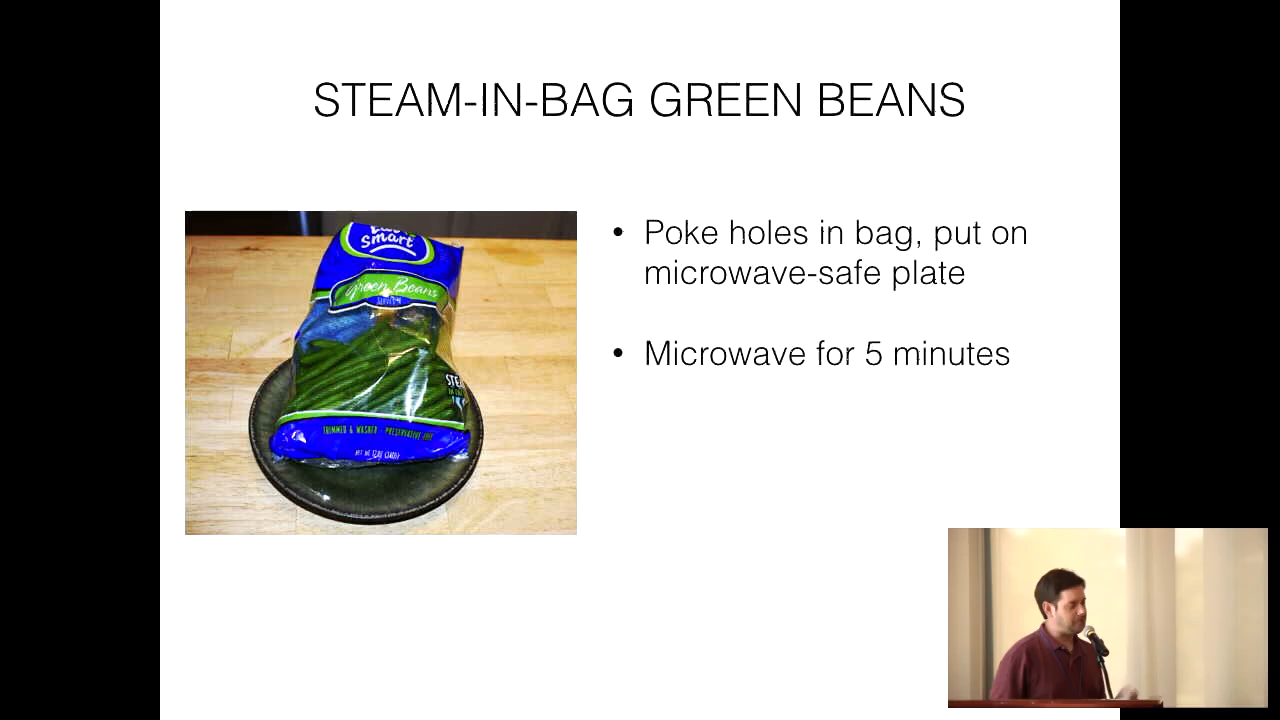 STEAM-IN-BAG GREEN BEANS
• Poke holes in bag, put on
microwave-safe plate
• Microwave for 5 minutes
Smart
Green Beans
STEA
TRIMMED & WASHED - PRESERVATIVE FREE